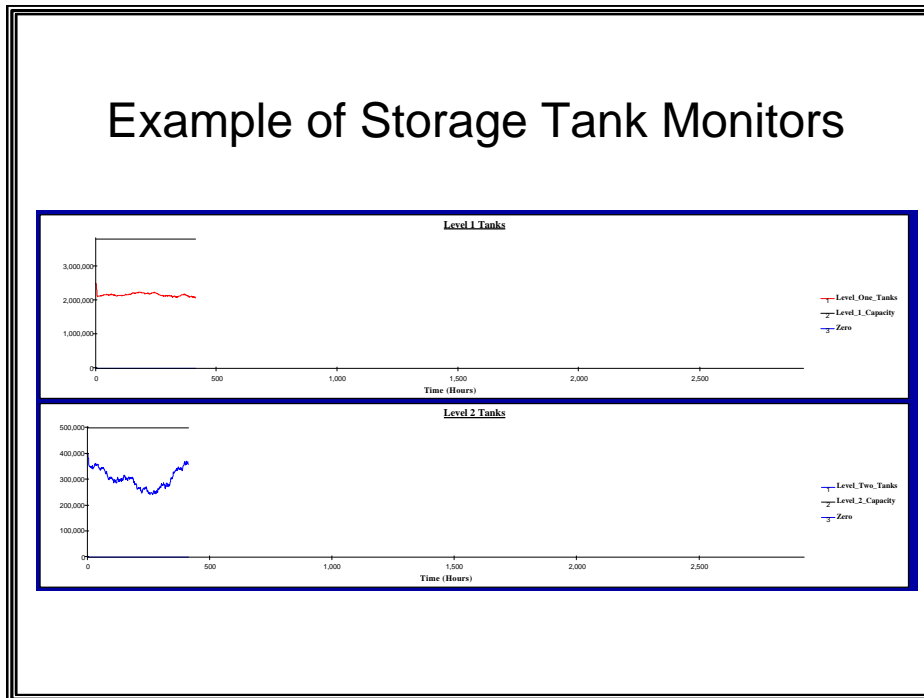 Example of Storage Tank Monitors
Level 1 Tanks
3,000,000
2,000,000
1,000,000
0
0 500 1,000 1,500 2,000 2,500
Time (Hours)
1 Level_One_Tanks
2 Level_1_Capacity
3 Zero
Level 2 Tanks
500,000
400,000
300,000
200,000
100,000
0
0 500 1,000 1,500 2,000 2,500
Time (Hours)
1 Level_Two_Tanks
2 Level_2_Capacity
3 Zero